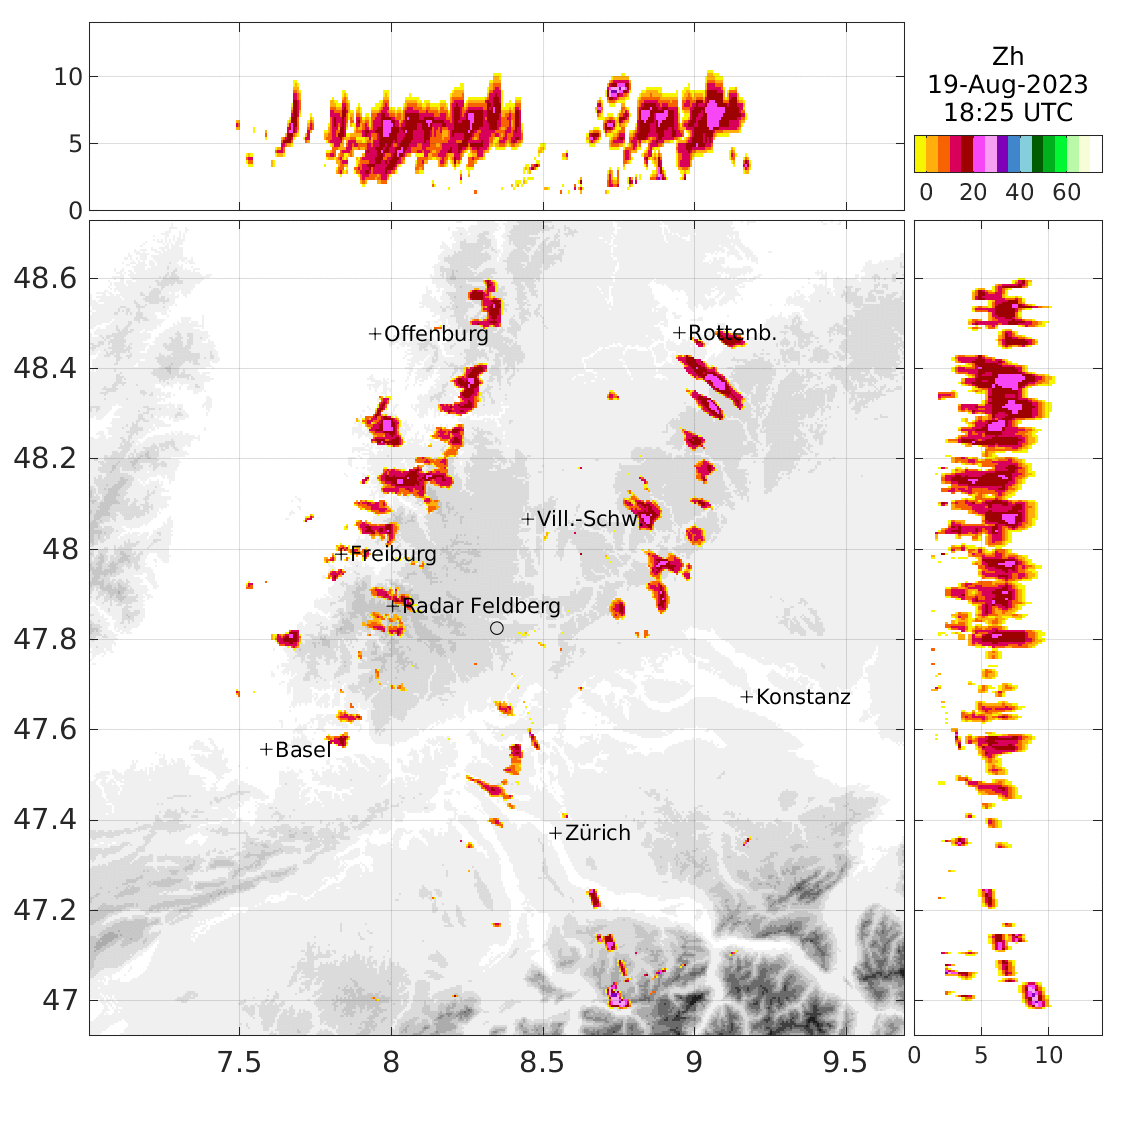 Zh
19-Aug-2023
18:25 UTC
0 20 40 60
10
5
0
48.6
Offenburg
Rottenb.
48.4
48.2
Vill.-Schw.
48
Freiburg
Radar Feldberg
47.8
Konstanz
47.6
Basel
47.4
Zürich
47.2
47
7.5 8 8.5 9 9.5
0 5 10